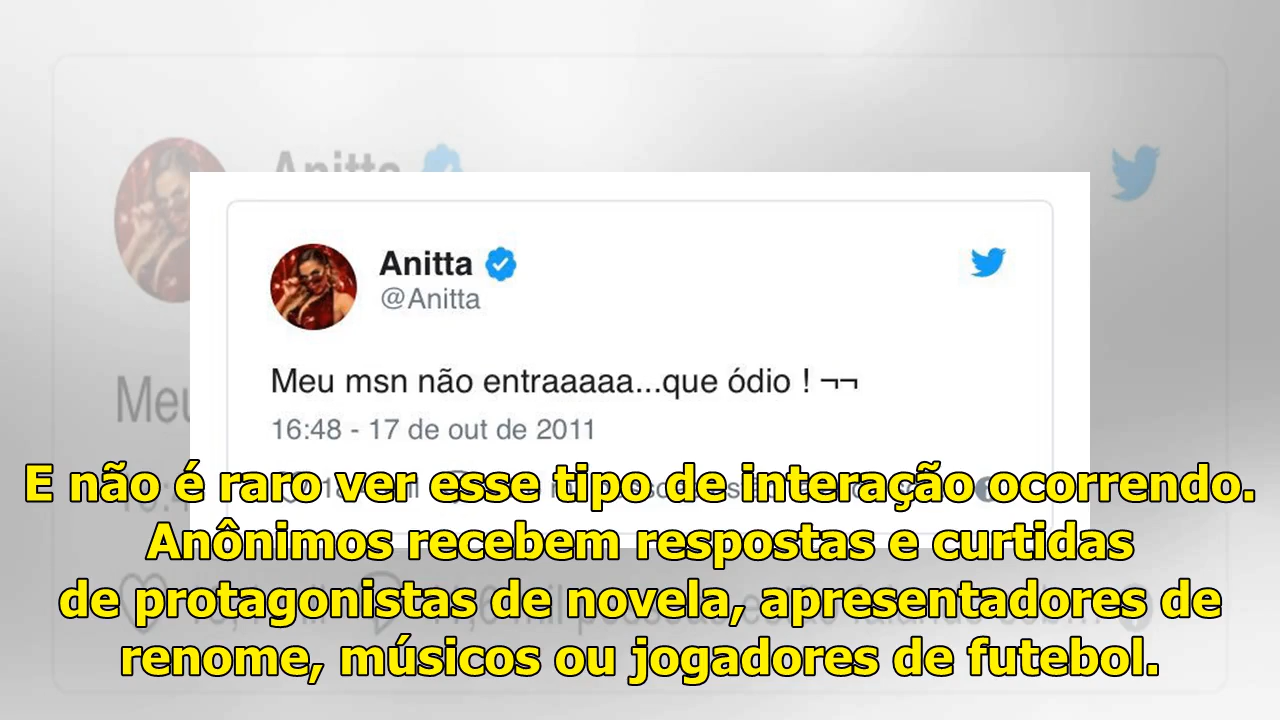 Anitta
Anitta
@Anitta
Meu msn não entraaaaa...que ódio ! ¬¬
16:48 - 17 de out de 2011
Meu
E não é raro ver esse tipo de interação ocorrendo.
Anônimos recebem respostas e curtidas
de protagonistas de novela, apresentadores de
renome, músicos ou jogadores de futebol.